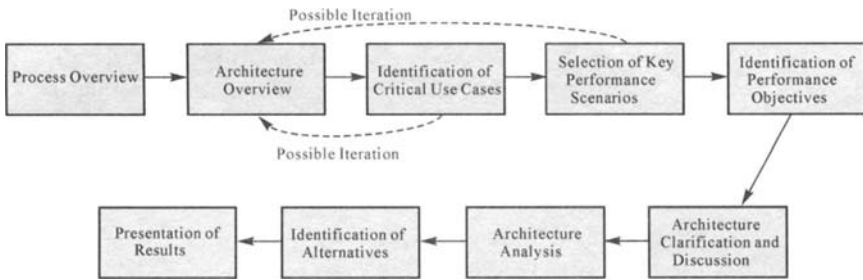 Possible Iteration
Process Overview
Architecture
Overview
Identification of
Critical Use Cases
Selection of Key
Performance
Scenarios
Identification of
Performance
Objectives
Possible Iteration
Presentation of
Results
Identification of
Alternatives
Architecture
Analysis
Architecture
Clarification and
Discussion